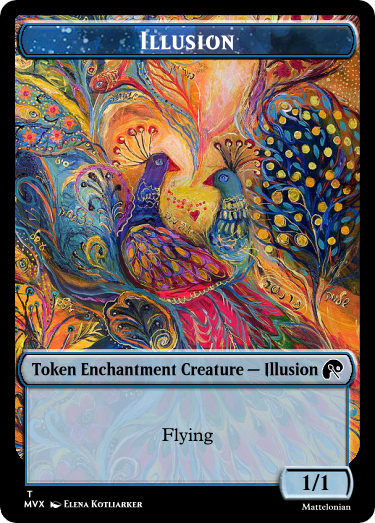 Illusion
Token Enchantment Creature — Illusion
Flying
1/1
T
MVX Elena Kotliarker
Mattelonian